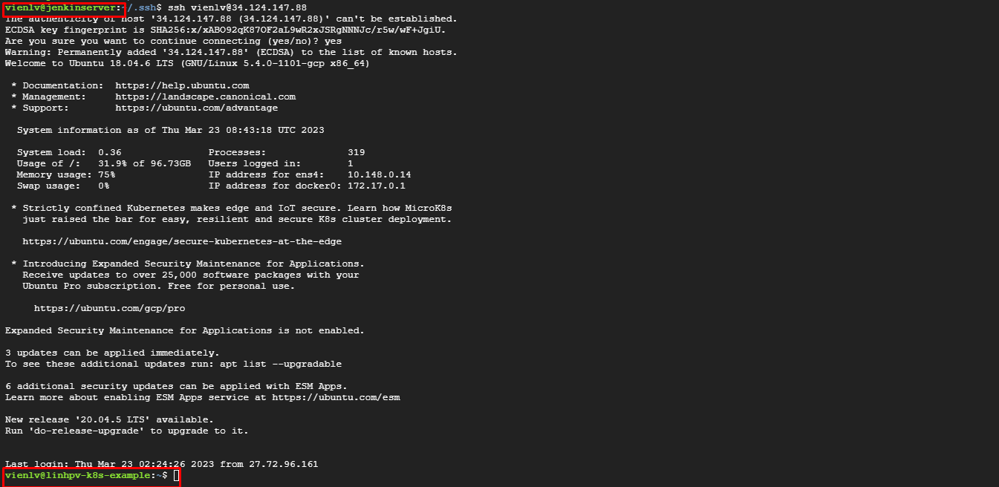 vienlv@jenkinserver:~/.ssh$ ssh vienlv@34.124.147.88
The authenticity of host '34.124.147.88 (34.124.147.88)' can't be established.
ECDSA key fingerprint is SHA256:x/xABO92qK87OF2aL9wR2xJSRgNNNJc/r5w/wF+JgiU.
Are you sure you want to continue connecting (yes/no)? yes
Warning: Permanently added '34.124.147.88' (ECDSA) to the list of known hosts.
Welcome to Ubuntu 18.04.6 LTS (GNU/Linux 5.4.0-1101-gcp x86_64)
* Documentation:  https://help.ubuntu.com
* Management:     https://landscape.canonical.com
* Support:        https://ubuntu.com/advantage
System information as of Thu Mar 23 08:43:18 UTC 2023
System load:  0.36               Processes:              319
Usage of /:   31.9% of 96.73GB   Users logged in:        1
Memory usage: 75%                IP address for ens4:    10.148.0.14
Swap usage:   0%                 IP address for docker0: 172.17.0.1
* Strictly confined Kubernetes makes edge and IoT secure. Learn how MicroK8s
just raised the bar for easy, resilient and secure K8s cluster deployment.
https://ubuntu.com/engage/secure-kubernetes-at-the-edge
* Introducing Expanded Security Maintenance for Applications.
Receive updates to over 25,000 software packages with your
Ubuntu Pro subscription. Free for personal use.
https://ubuntu.com/gcp/pro
Expanded Security Maintenance for Applications is not enabled.
3 updates can be applied immediately.
To see these additional updates run: apt list --upgradable
6 additional security updates can be applied with ESM Apps.
Learn more about enabling ESM Apps service at https://ubuntu.com/esm
New release '20.04.5 LTS' available.
Run 'do-release-upgrade' to upgrade to it.
Last login: Thu Mar 23 02:24:26 2023 from 27.72.96.161
vienlv@linhpv-k8s-example:~$